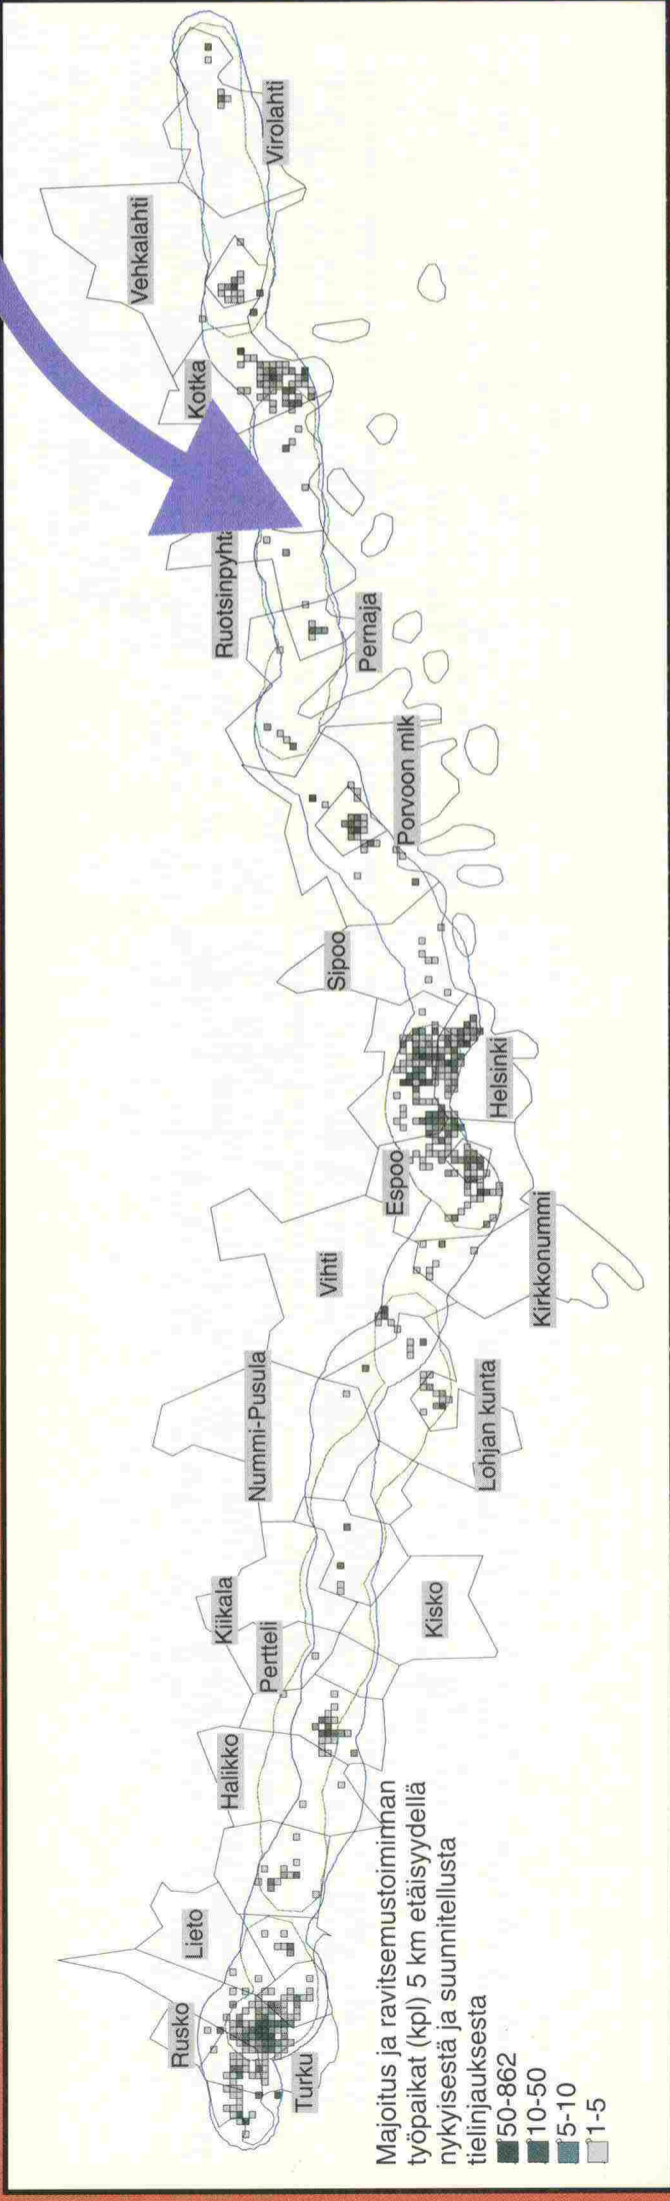 Virolahti
Vehkalahti
Kotka
Ruotsinpyhtä
Pernaja
Porvoon mlk
Sipoo
Helsinki
Espoo
Kirkkonummi
Vihti
Nummi-Pusula
Lohjan kunta
Kiikala
Kisko
Pertteli
Halikko
Lieto
Rusko
Turku
Majoitus ja ravitsemustoiminnan
työpaikat (kpl) 5 km etäisyydellä
nykyisestä ja suunnitellusta
tielinjauksesta
50-862
10-50
5-10
1-5